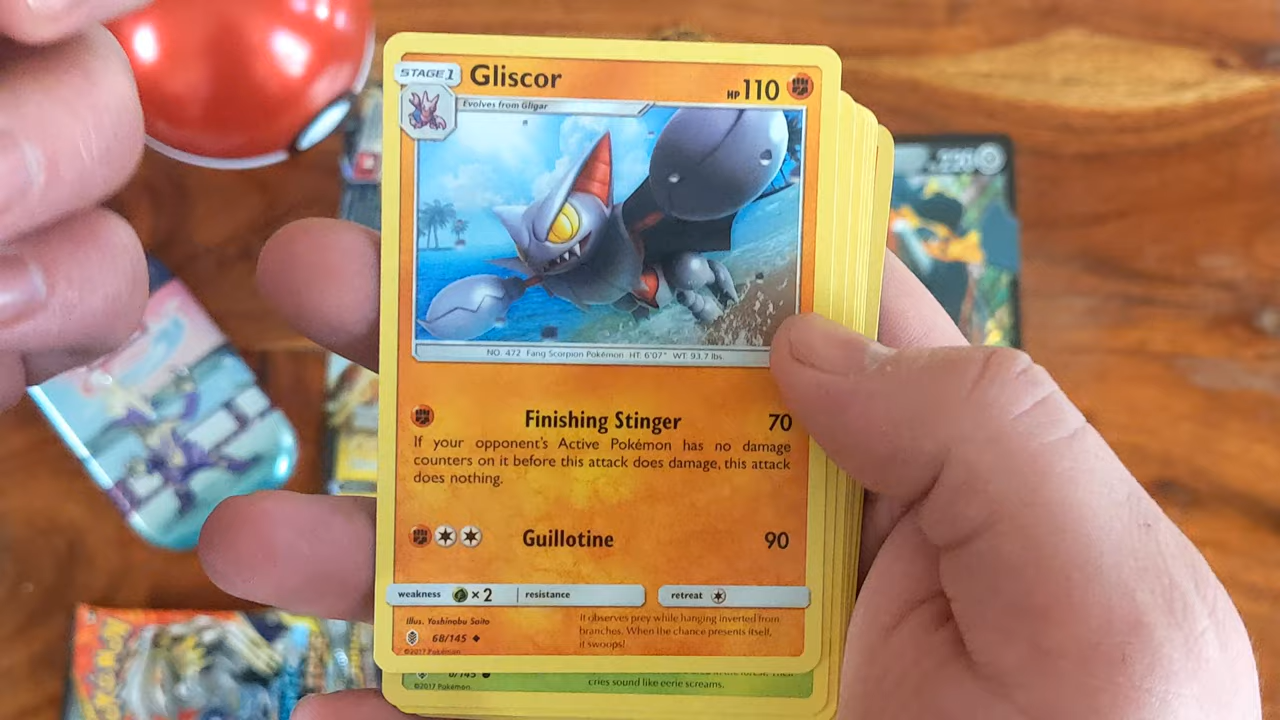 STAGE 1 Gliscor HP 110
Evolves from Gligar
NO. 472 Fang Scorpion Pokémon HT: 6'07" WT: 93.7 lbs.
Finishing Stinger 70
If your opponent's Active Pokémon has no damage
counters on it before this attack does damage, this attack
does nothing.
Guillotine 90
weakness × 2 resistance retreat
Illus. Yoshinobu Saito
68/145
©2017 Pokémon
It observes prey while hanging inverted from
branches. When the chance presents itself,
it swoops!
/145
©2017 Pokémon
cries sound like eerie screams.